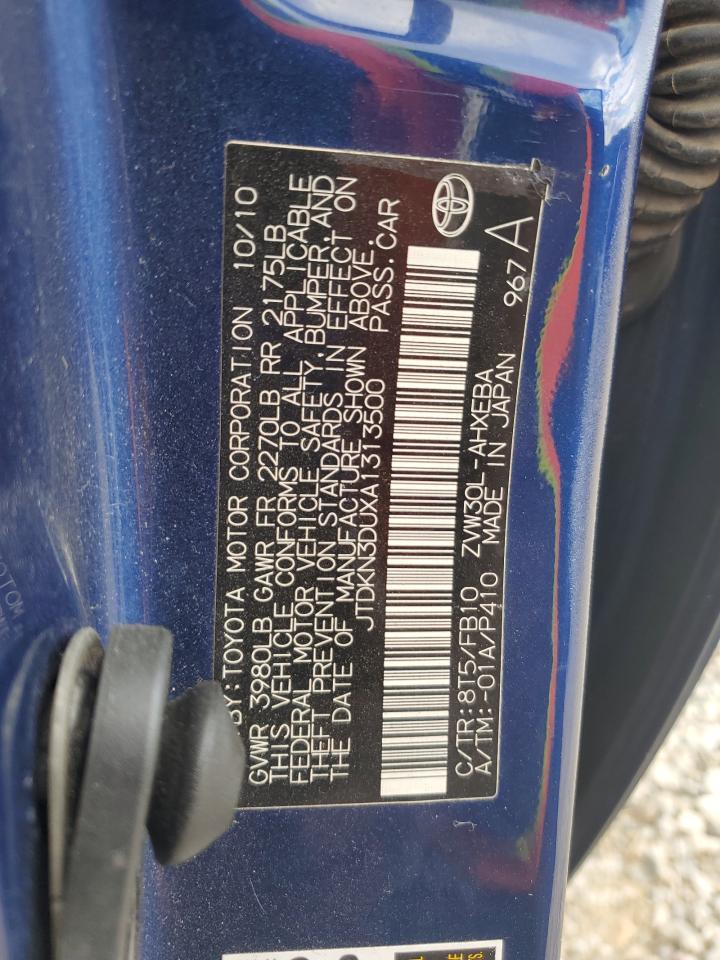 BY:TOYOTA MOTOR CORPORATION 10/10
GVWR 3980LB GAWR FR 2270LB RR 2175LB
THIS VEHICLE CONFORMS TO ALL APPLICABLE
FEDERAL MOTOR VEHICLE SAFETY,BUMPER,AND
THEFT PREVENTION STANDARDS IN EFFECT ON
THE DATE OF MANUFACTURE SHOWN ABOVE.
JTDKN3DUXA1313500 PASS.CAR
C/TR:8T5/FB10 ZVW30L-AHXEBA 967 A
A/TM:-01A/P410 MADE IN JAPAN